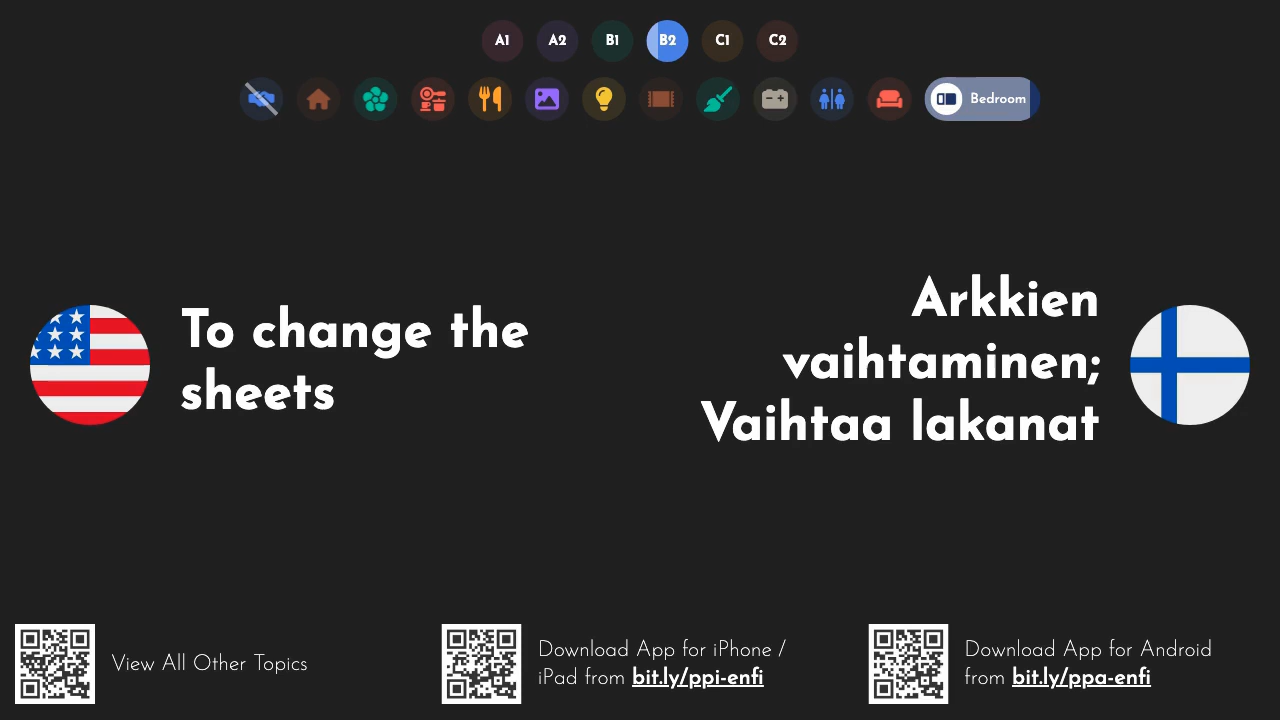 A1 A2 B1 B2 C1 C2
Bedroom
To change the
sheets
Arkkien
vaihtaminen;
Vaihtaa lakanat
View All Other Topics
Download App for iPhone /
iPad from bit.ly/ppi-enfi
Download App for Android
from bit.ly/ppa-enfi